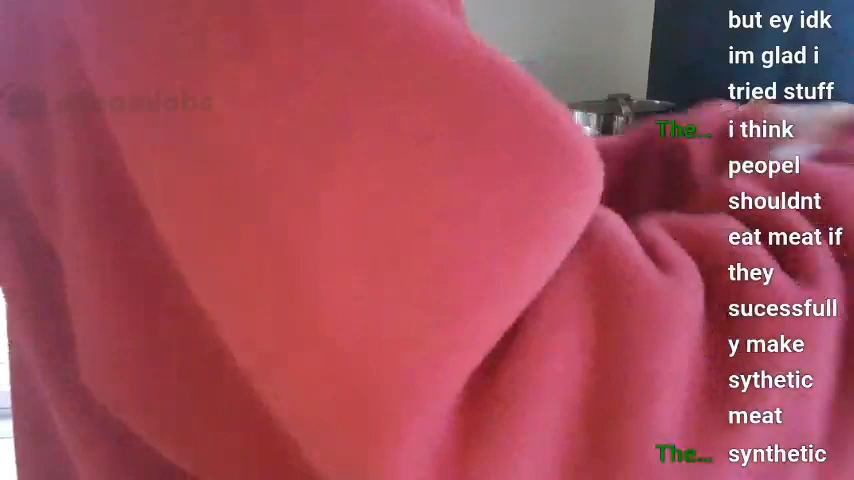 but ey idk
im glad i
tried stuff
The... i think
peopel
shouldnt
eat meat if
they
sucessfull
y make
sythetic
meat
The... synthetic